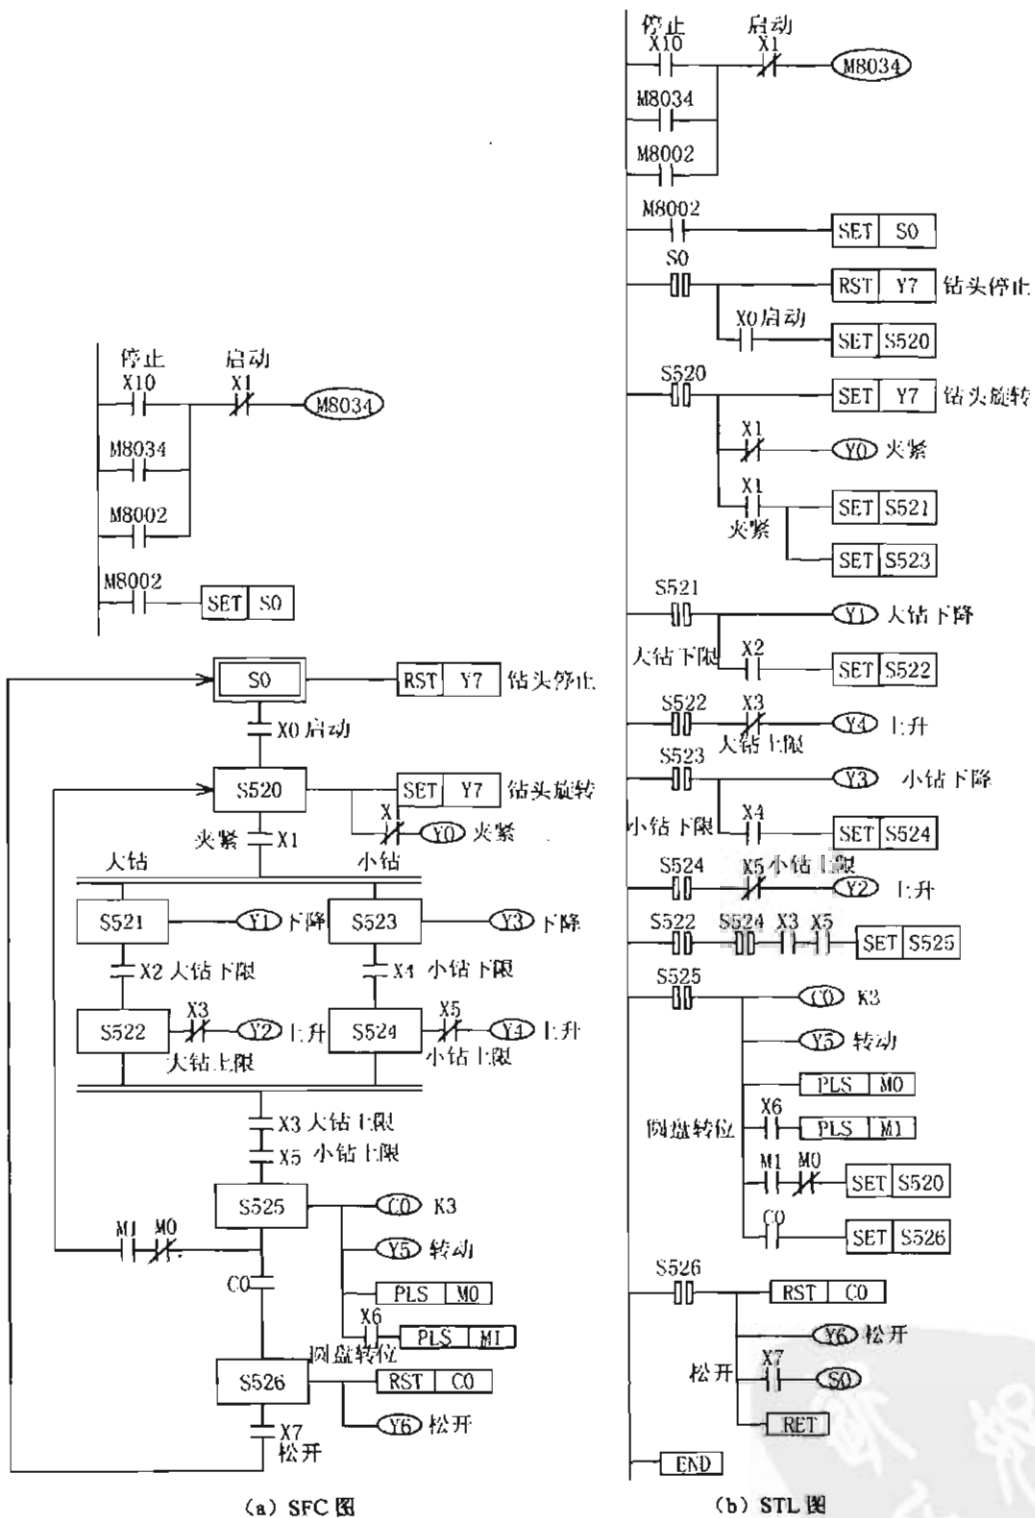 停止 启动
X10 X1
M8034
M8034
M8002
M8002
SET S0
S0
RST Y7 钻头停止
X0 启动
S520
SET Y7 钻头旋转
X1
Y0 夹紧
夹紧 X1
大钻 小钻
S521
Y1 下降
S523
Y3 下降
X2 大钻下限
X4 小钻下限
S522
X3
Y2 上升
大钻上限
S524
X5
Y4 上升
小钻上限
X3 大钻上限
X5 小钻上限
S525
C0 K3
M1 M0
Y5 转动
C0
PLS M0
X6
PLS M1
圆盘转位
S526
RST C0
X7
松开
Y6 松开
(a) SFC 图
停止 启动
X10 X1
M8034
M8034
M8002
M8002
SET S0
S0
RST Y7 钻头停止
X0 启动
SET S520
S520
SET Y7 钻头旋转
X1
Y0 夹紧
X1
夹紧
SET S521
SET S523
S521
Y1 大钻下降
大钻下限 X2
SET S522
S522 X3
Y4 上升
大钻上限
S523
Y3 小钻下降
小钻下限 X4
SET S524
S524 X5 小钻上限
Y2 上升
S522 S524 X3 X5
SET S525
S525
C0 K3
Y5 转动
PLS M0
圆盘转位 X6
PLS M1
M1 M0
SET S520
C0
SET S526
S526
RST C0
Y6 松开
松开 X7
S0
RET
END
(b) STL 图